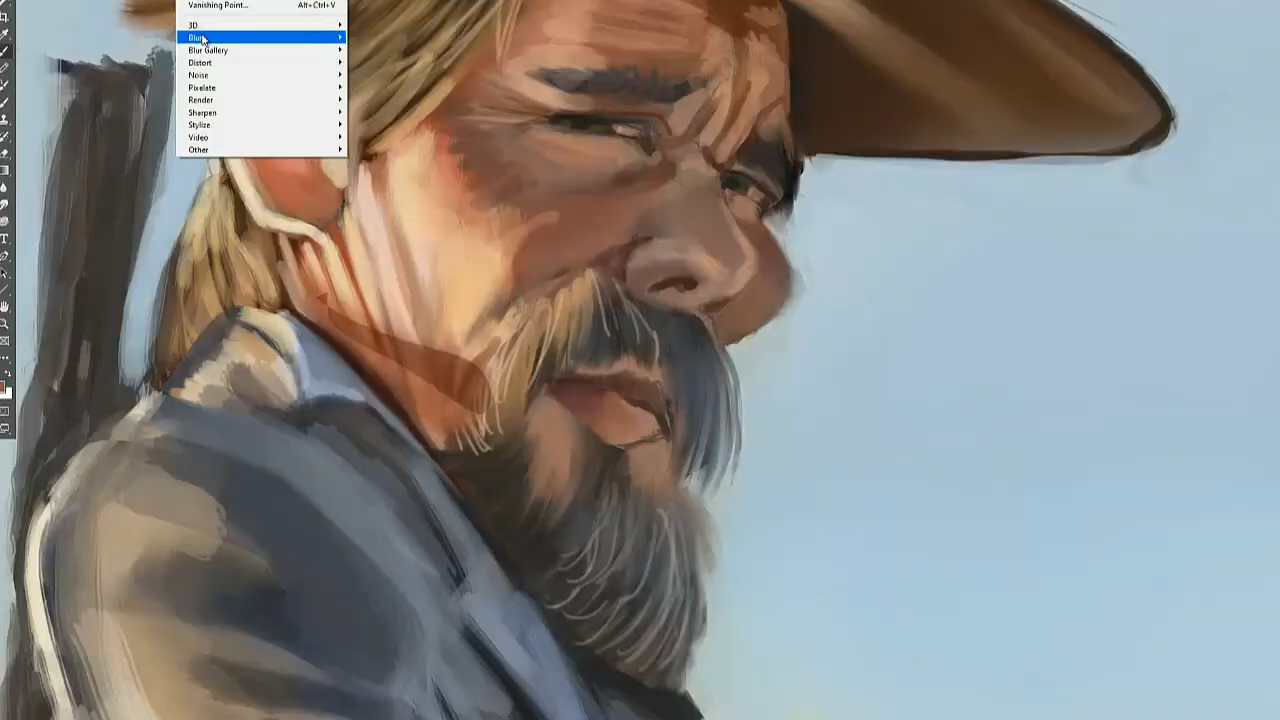 Vanishing Point... Alt+Ctrl+V
3D
Blur
Blur Gallery
Distort
Noise
Pixelate
Render
Sharpen
Stylize
Video
Other